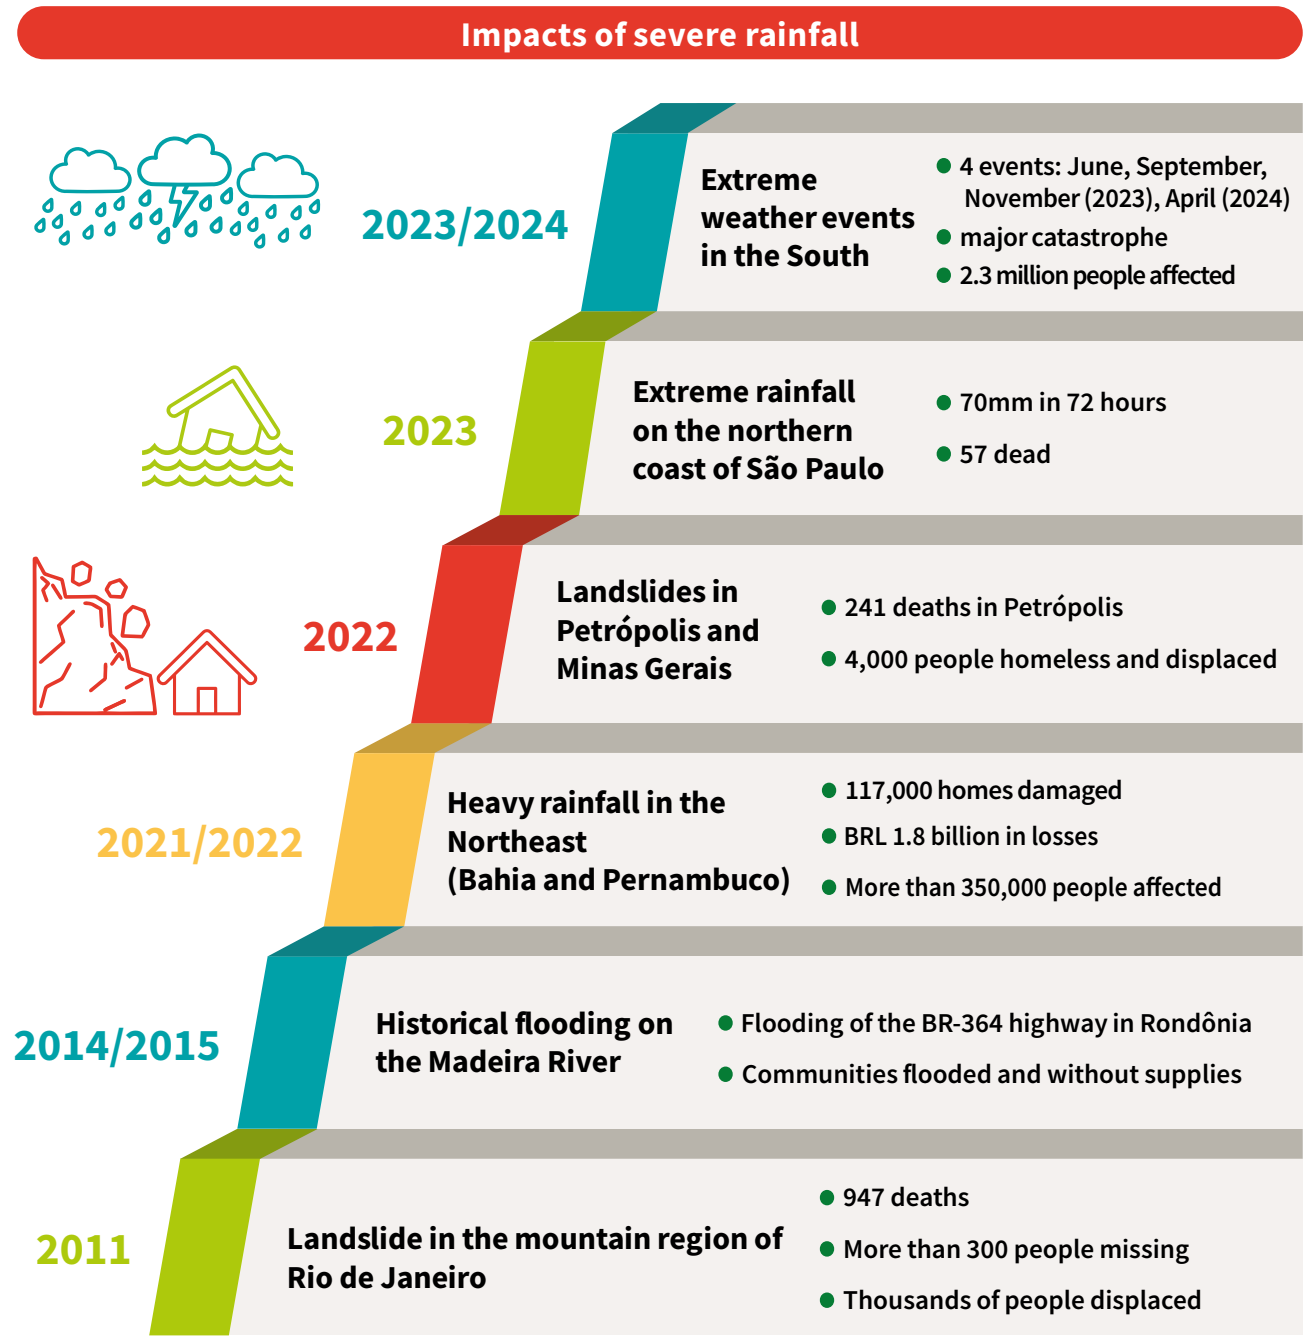 Impacts of severe rainfall
2023/2024
Extreme
weather events
in the South
4 events: June, September,
November (2023), April (2024)
major catastrophe
2.3 million people affected
2023
Extreme rainfall
on the northern
coast of São Paulo
70mm in 72 hours
57 dead
2022
Landslides in
Petrópolis and
Minas Gerais
241 deaths in Petrópolis
4,000 people homeless and displaced
2021/2022
Heavy rainfall in the
Northeast
(Bahia and Pernambuco)
117,000 homes damaged
BRL 1.8 billion in losses
More than 350,000 people affected
2014/2015
Historical flooding on
the Madeira River
Flooding of the BR-364 highway in Rondônia
Communities flooded and without supplies
2011
Landslide in the mountain region of
Rio de Janeiro
947 deaths
More than 300 people missing
Thousands of people displaced